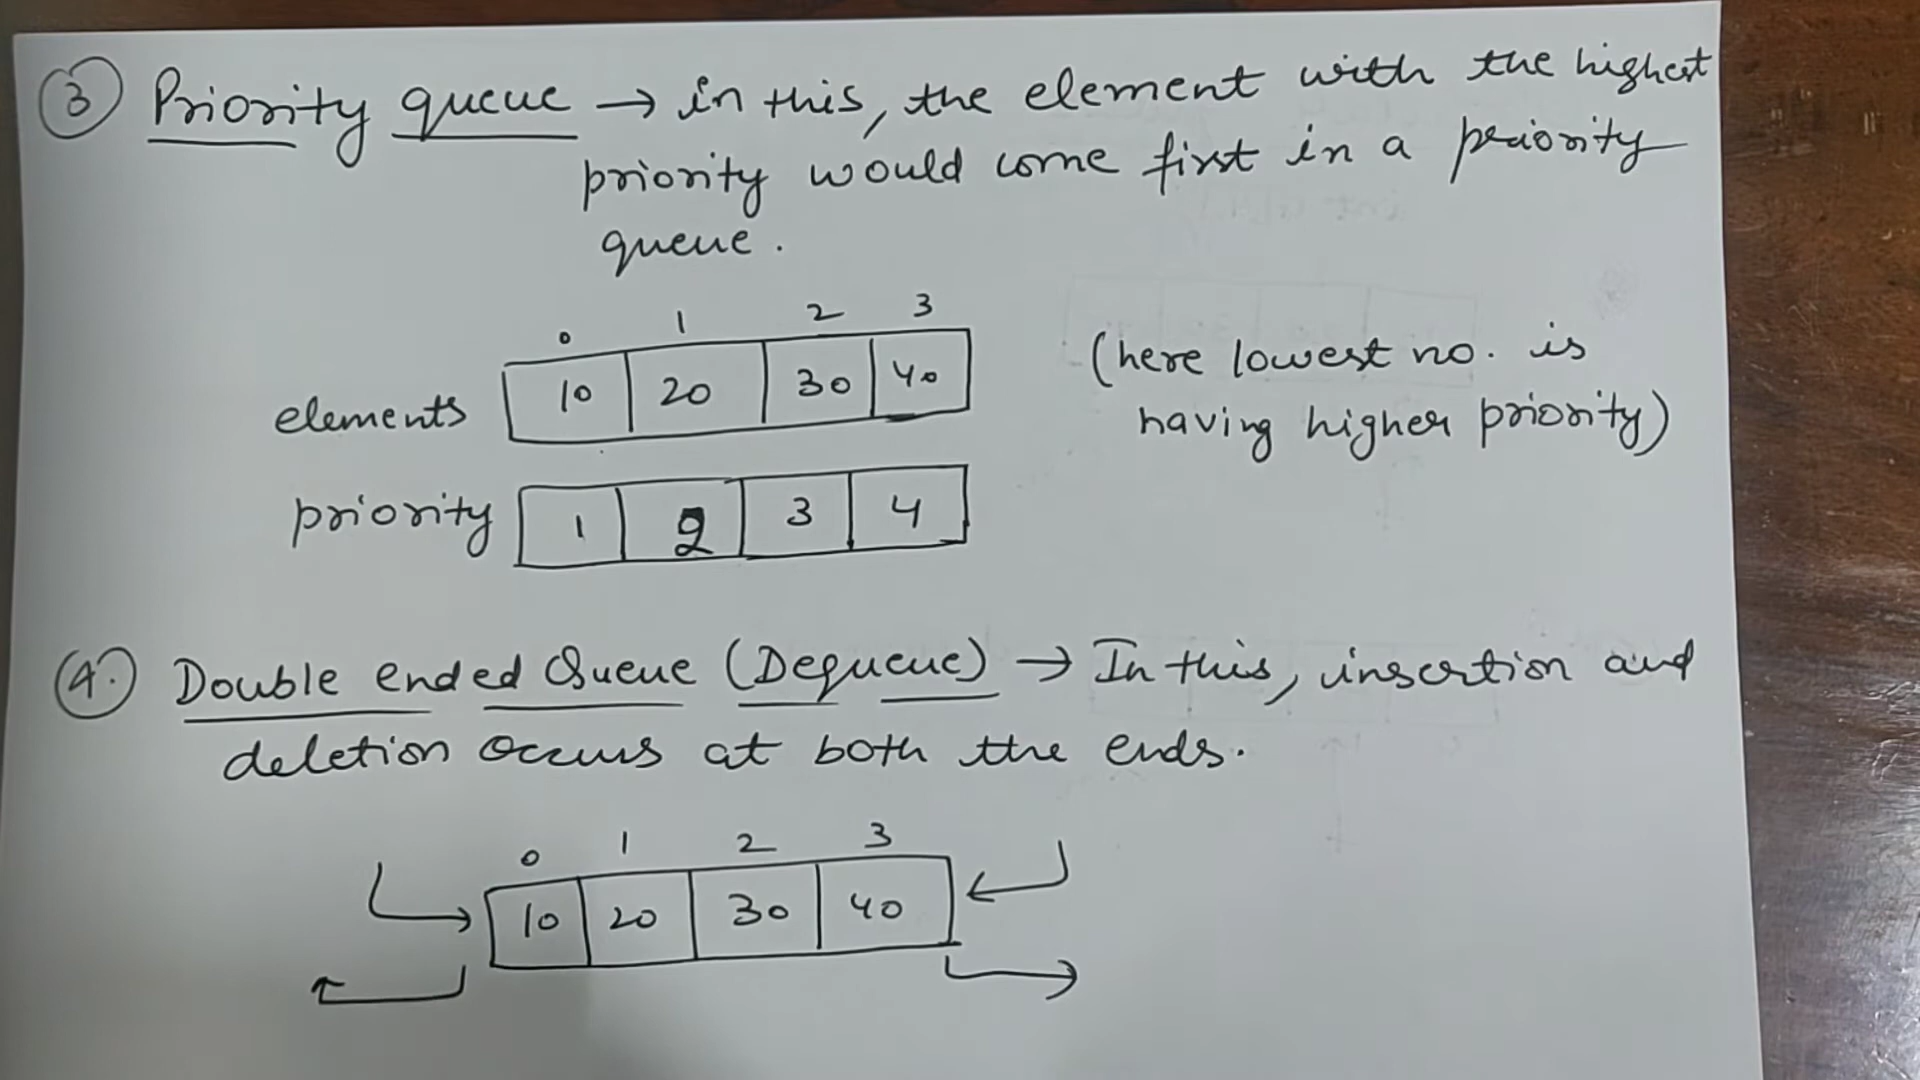 ③ Priority queue → in this, the element with the highest
priority would come first in a priority
queue.
0 1 2 3
elements 10 20 30 40 (here lowest no. is
having higher priority)
priority 1 2 3 4
④. Double ended Queue (Dequeue) → In this, insertion and
deletion occurs at both the ends.
0 1 2 3
10 20 30 40